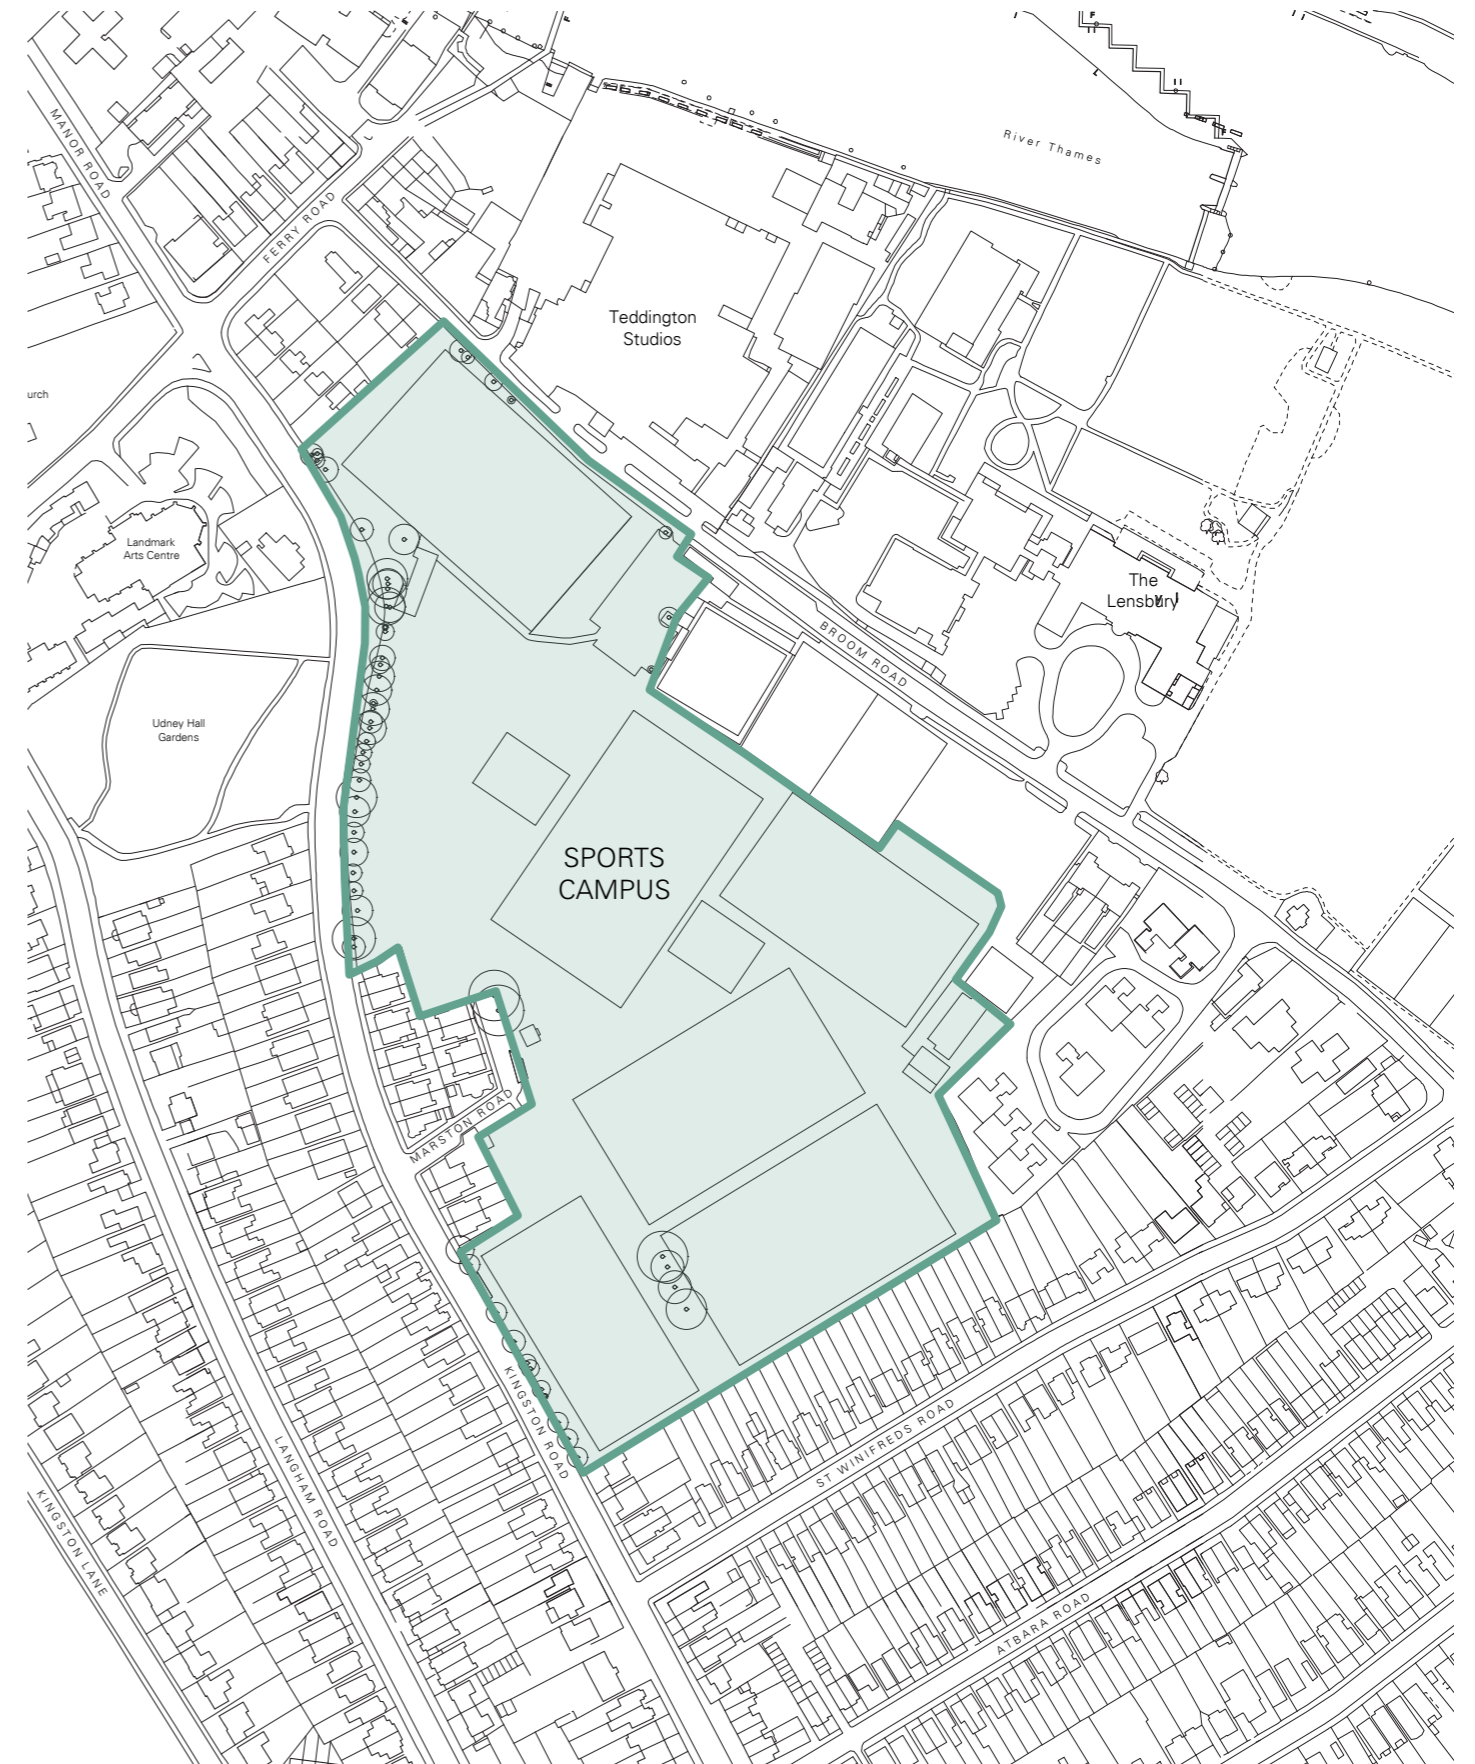 MANOR ROAD
FERRY ROAD
River Thames
Teddington
Studios
urch
Landmark
Arts Centre
The
Lensbury
BROOM ROAD
Udney Hall
Gardens
SPORTS
CAMPUS
MARSTON ROAD
KINGSTON ROAD
LANGHAM ROAD
KINGSTON LANE
ST WINIFREDS ROAD
ATBARA ROAD